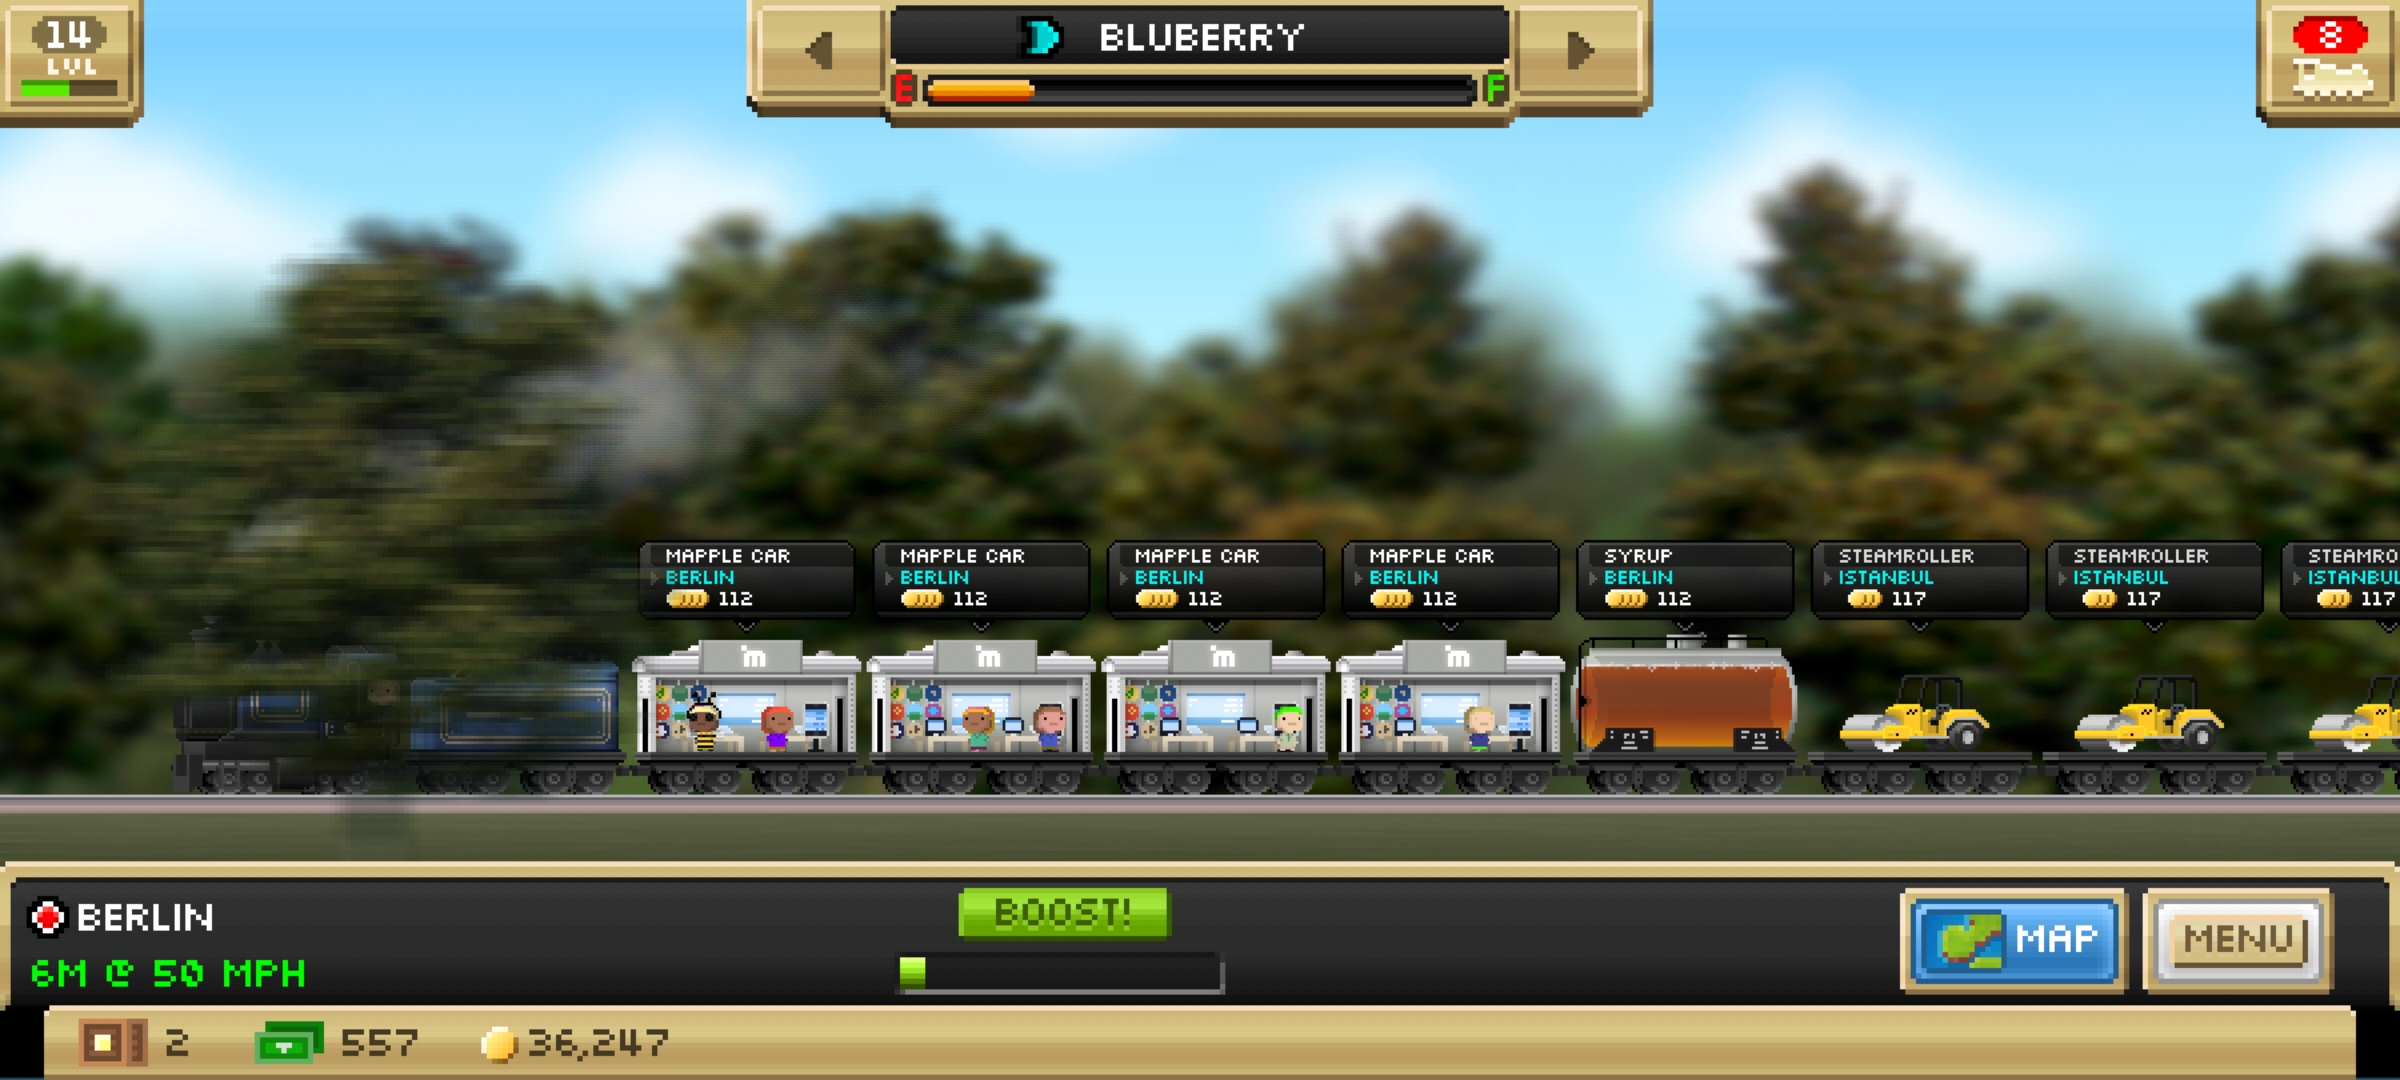 14
LVL
BLUBERRY
E F
8
MAPPLE CAR
BERLIN
112
MAPPLE CAR
BERLIN
112
MAPPLE CAR
BERLIN
112
MAPPLE CAR
BERLIN
112
SYRUP
BERLIN
112
STEAMROLLER
ISTANBUL
117
STEAMROLLER
ISTANBUL
117
STEAMRO
ISTANBUL
117
m
m
m
m
BERLIN
6M @ 50 MPH
BOOST!
MAP
MENU
2
557
36,247